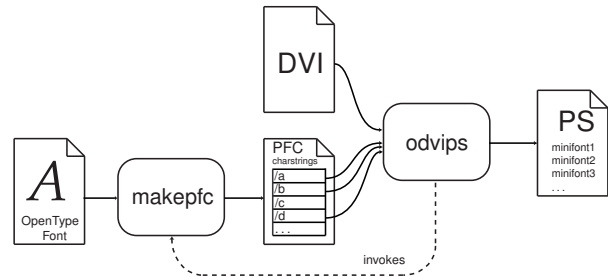 DVI
odvips
PS
minifont1
minifont2
minifont3
...
A
OpenType
Font
makepfc
PFC
charstrings
/a
/b
/c
/d
...
invokes